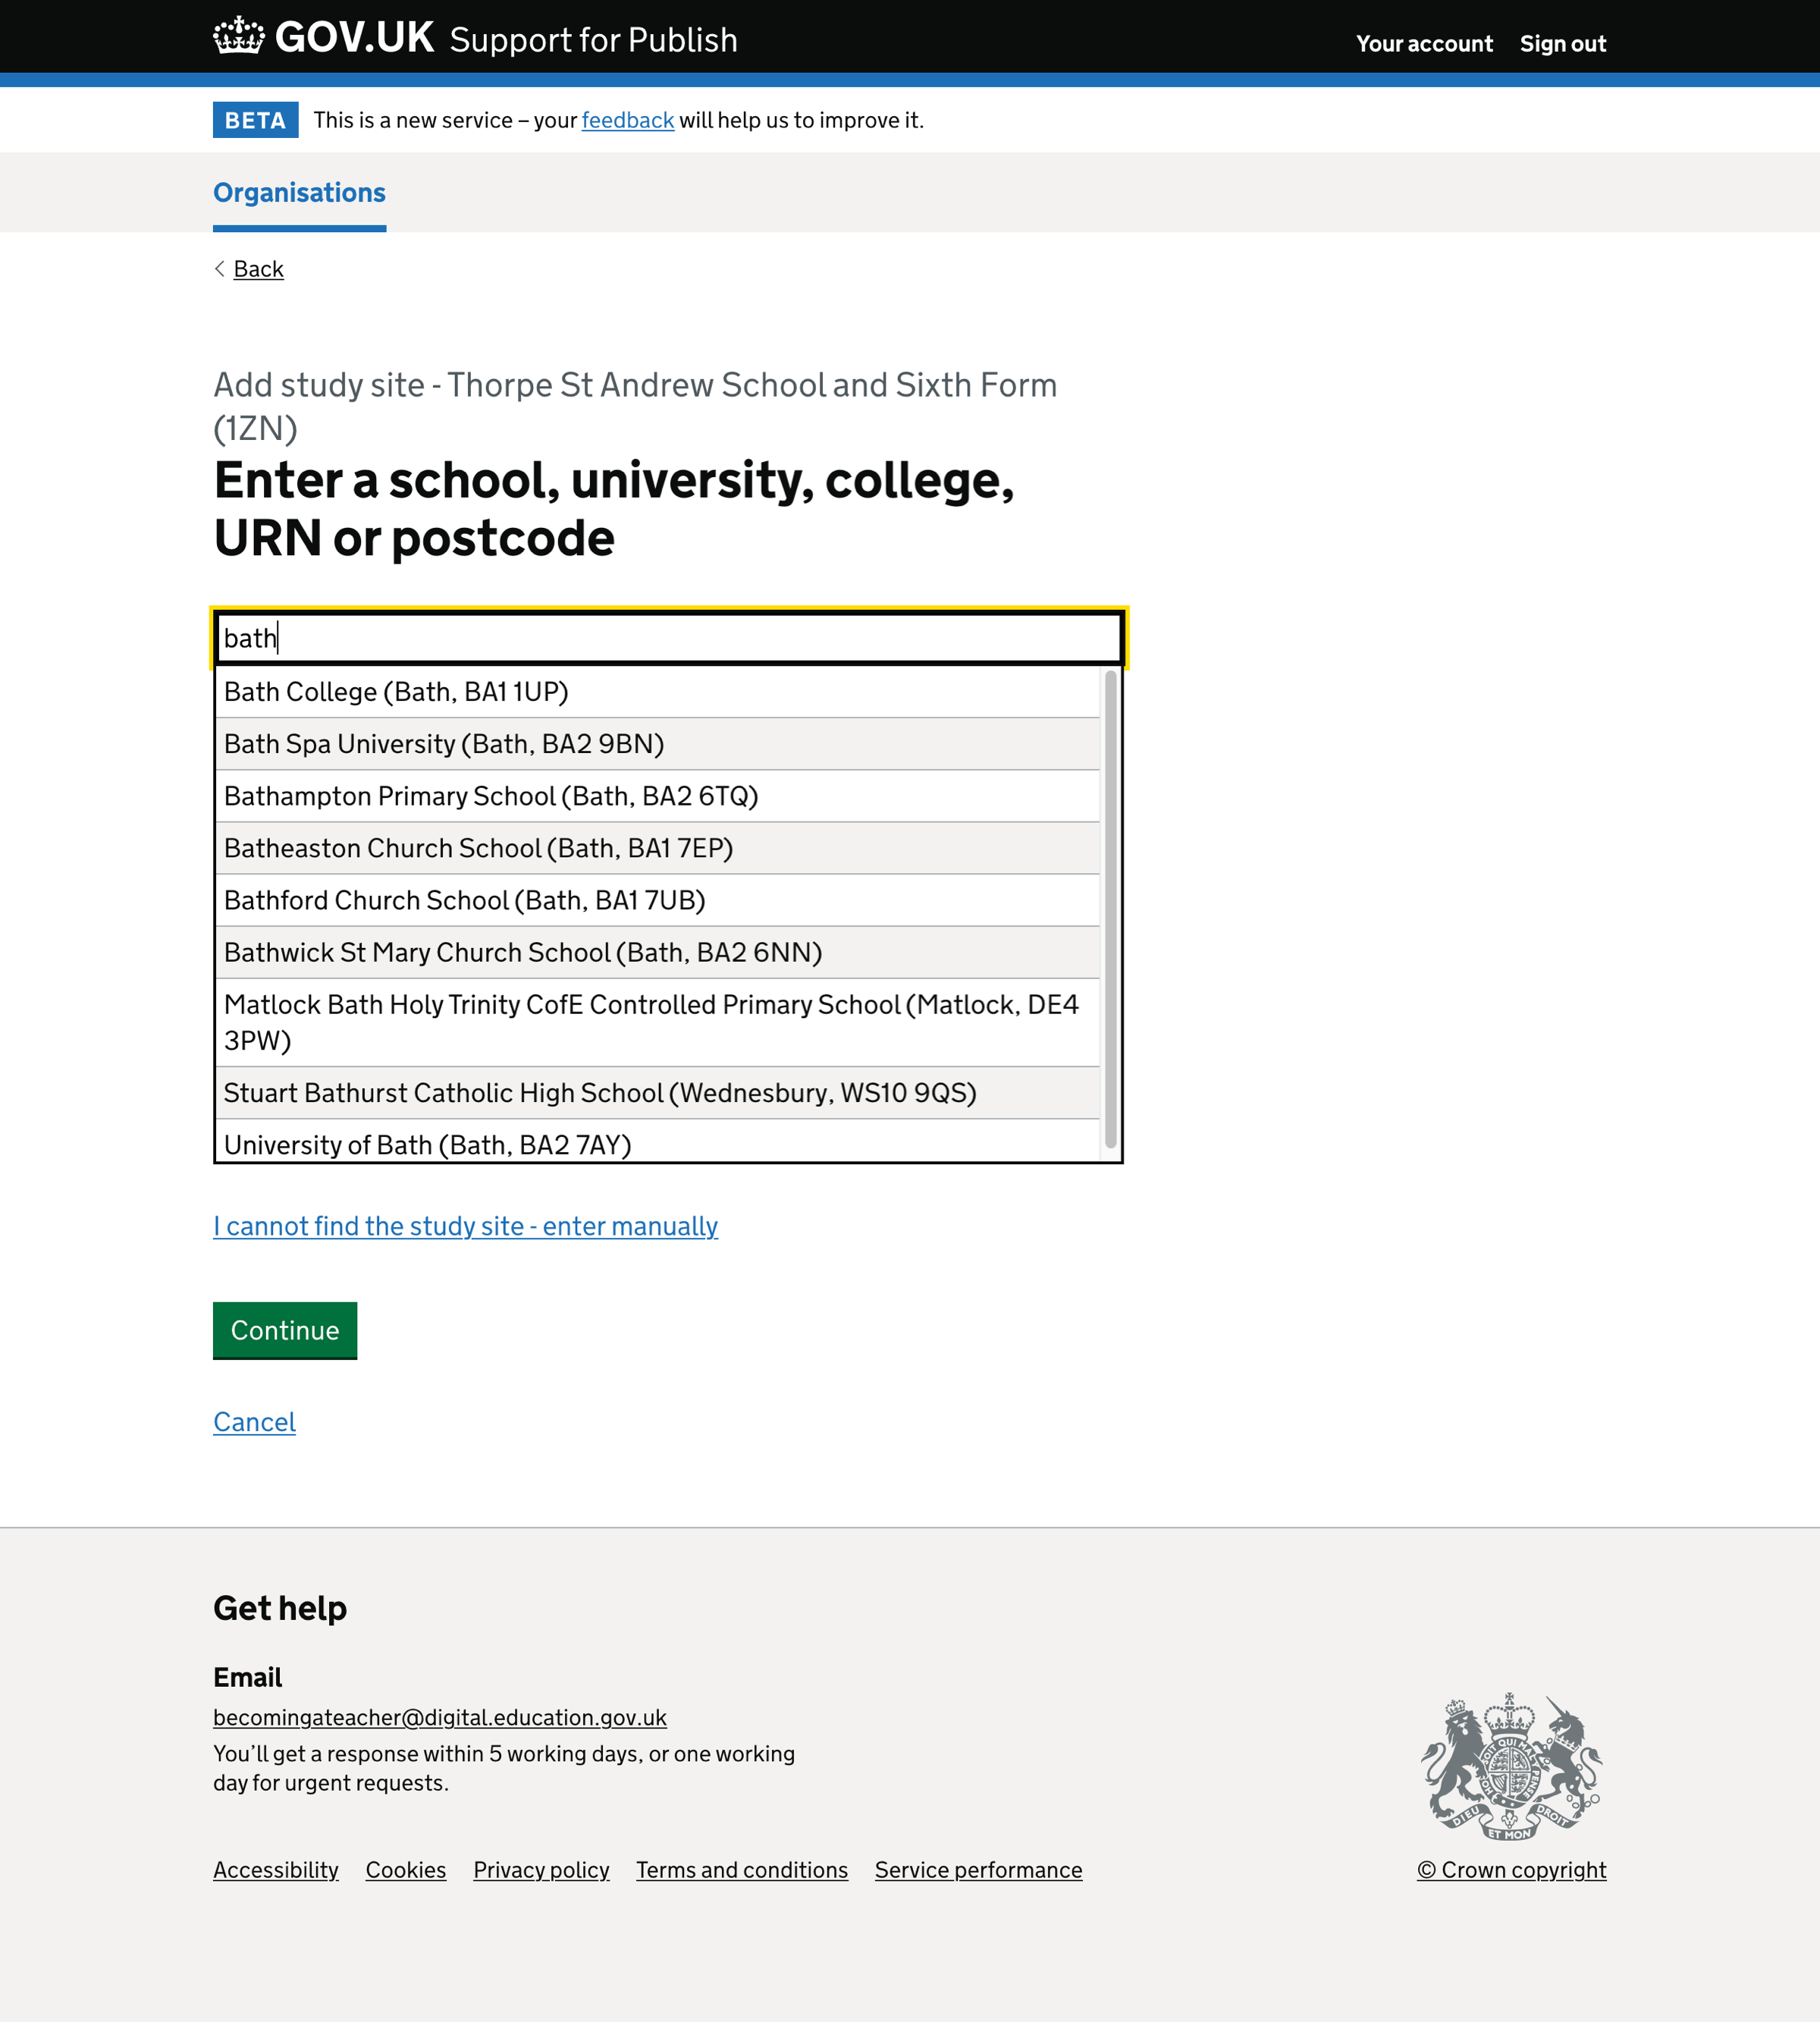 GOV.UK Support for Publish
Your account Sign out
BETA This is a new service – your feedback will help us to improve it.
Organisations
Back
Add study site - Thorpe St Andrew School and Sixth Form
(1ZN)
Enter a school, university, college,
URN or postcode
bath
Bath College (Bath, BA1 1UP)
Bath Spa University (Bath, BA2 9BN)
Bathampton Primary School (Bath, BA2 6TQ)
Batheaston Church School (Bath, BA1 7EP)
Bathford Church School (Bath, BA1 7UB)
Bathwick St Mary Church School (Bath, BA2 6NN)
Matlock Bath Holy Trinity CofE Controlled Primary School (Matlock, DE4
3PW)
Stuart Bathurst Catholic High School (Wednesbury, WS10 9QS)
University of Bath (Bath, BA2 7AY)
I cannot find the study site - enter manually
Continue
Cancel
Get help
Email
becomingateacher@digital.education.gov.uk
You’ll get a response within 5 working days, or one working
day for urgent requests.
DIEU ET MON DROIT
Accessibility Cookies Privacy policy Terms and conditions Service performance
© Crown copyright